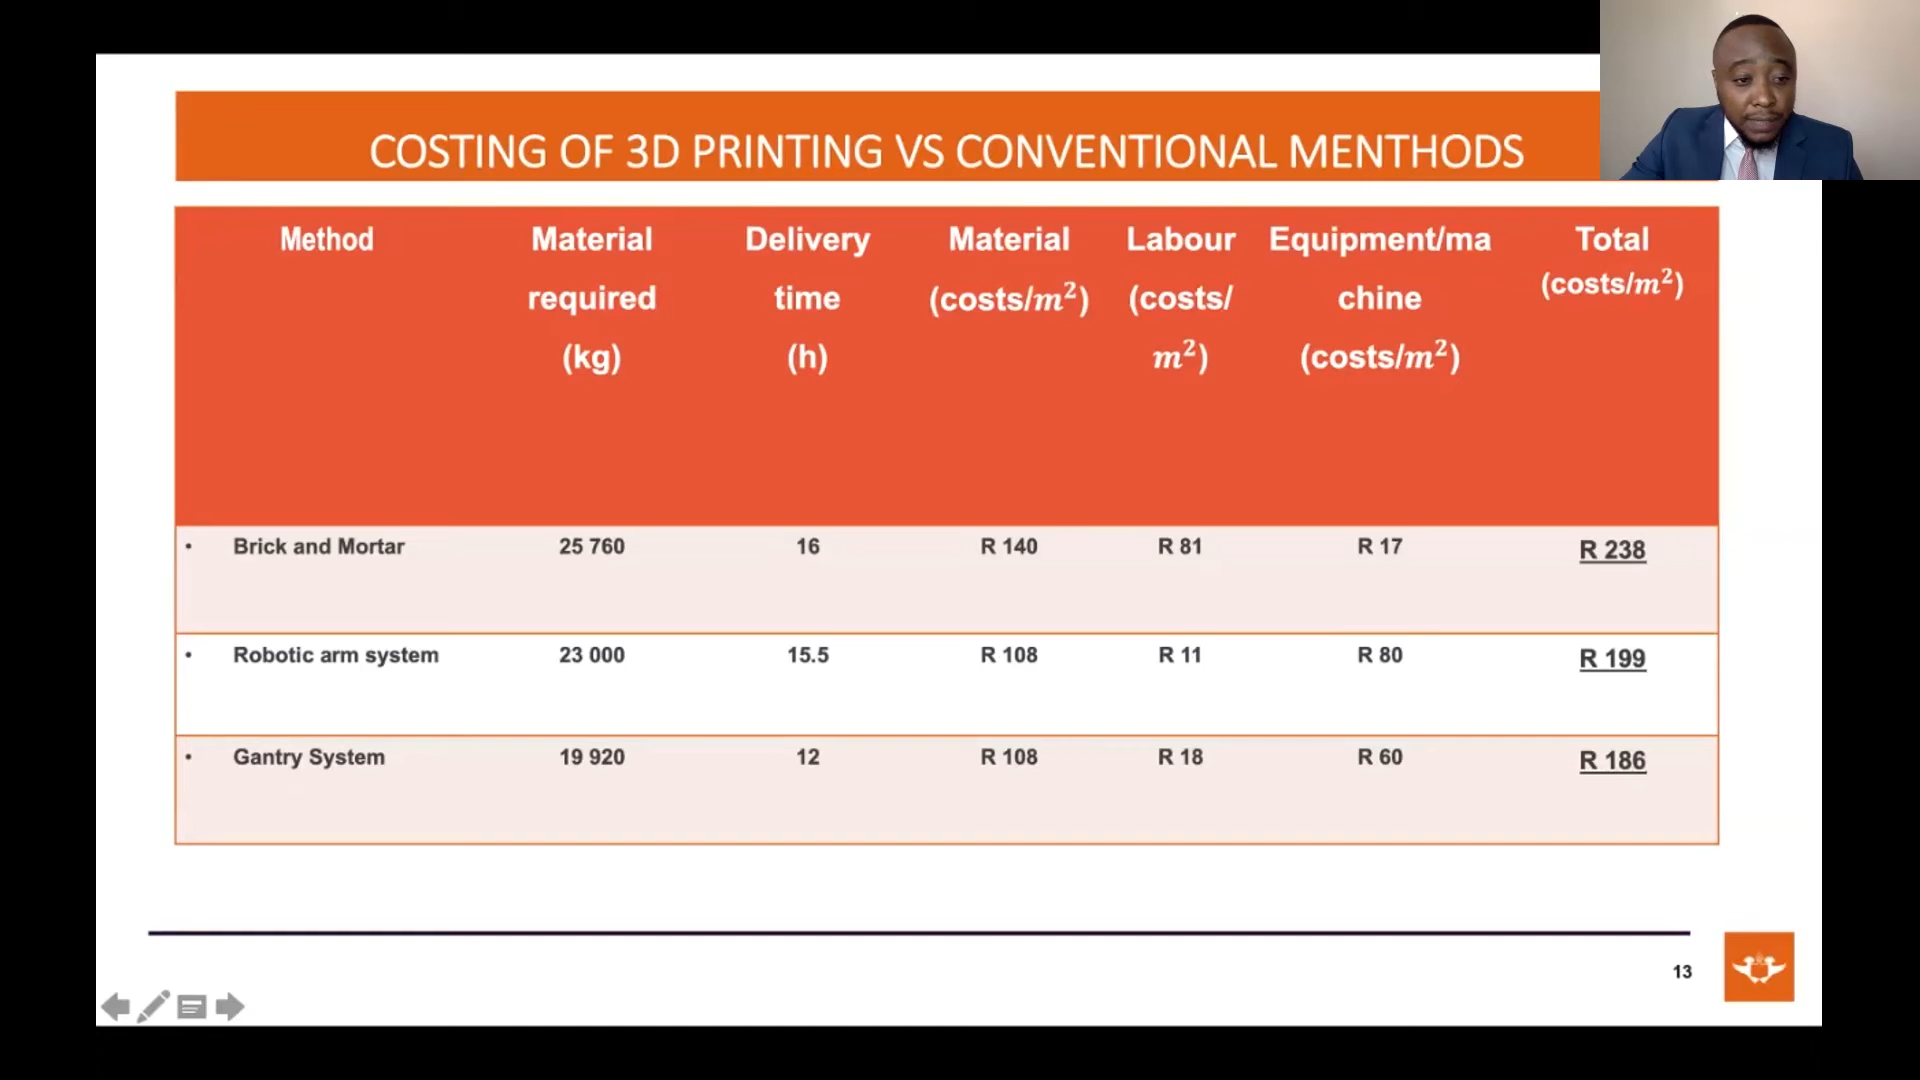 COSTING OF 3D PRINTING VS CONVENTIONAL MENTHODS
Method
Material
required
(kg)
Delivery
time
(h)
Material
(costs/m²)
Labour
(costs/
m²)
Equipment/ma
chine
(costs/m²)
Total
(costs/m²)
• Brick and Mortar 25 760 16 R 140 R 81 R 17 R 238
• Robotic arm system 23 000 15.5 R 108 R 11 R 80 R 199
• Gantry System 19 920 12 R 108 R 18 R 60 R 186
13